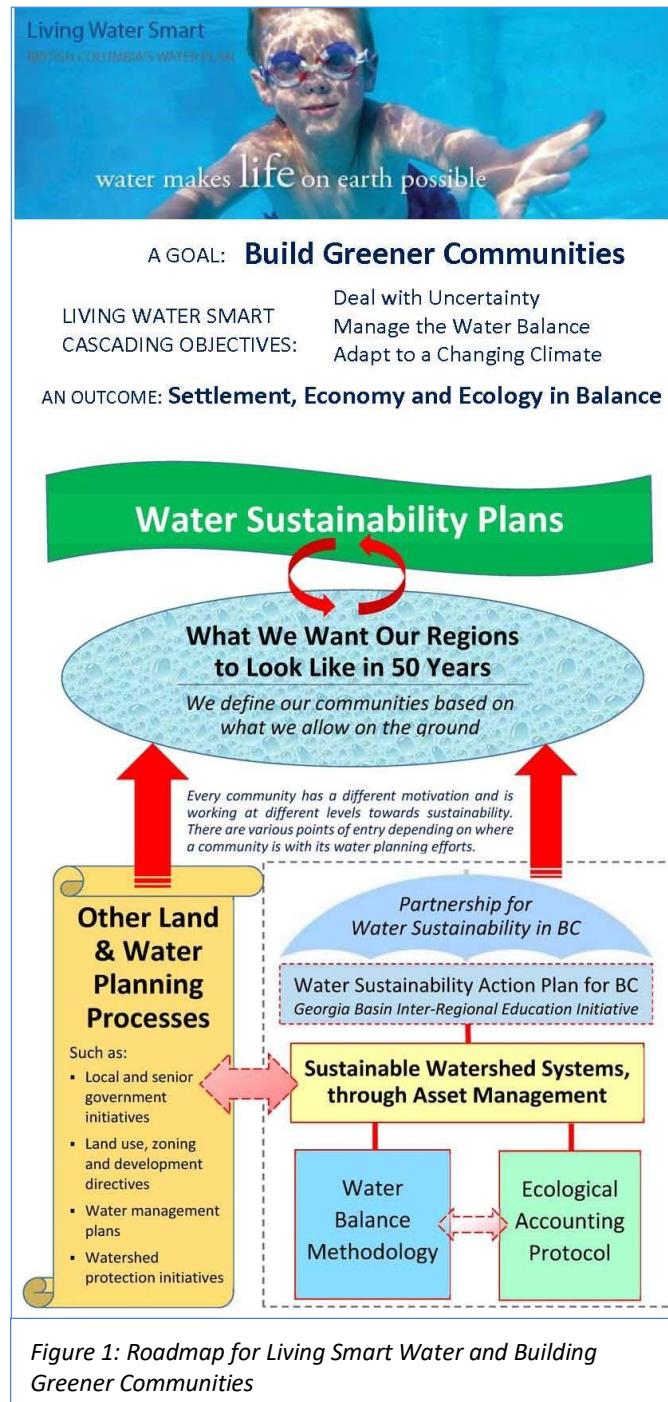 Living Water Smart
BRITISH COLUMBIA'S WATER PLAN
water makes life on earth possible
A GOAL: Build Greener Communities
LIVING WATER SMART
CASCADING OBJECTIVES:
Deal with Uncertainty
Manage the Water Balance
Adapt to a Changing Climate
AN OUTCOME: Settlement, Economy and Ecology in Balance
Water Sustainability Plans
What We Want Our Regions
to Look Like in 50 Years
We define our communities based on
what we allow on the ground
Every community has a different motivation and is
working at different levels towards sustainability.
There are various points of entry depending on where
a community is with its water planning efforts.
Other Land
& Water
Planning
Processes
Such as:
▪ Local and senior
government
initiatives
▪ Land use, zoning
and development
directives
▪ Water management
plans
▪ Watershed
protection initiatives
Partnership for
Water Sustainability in BC
Water Sustainability Action Plan for BC
Georgia Basin Inter-Regional Education Initiative
Sustainable Watershed Systems,
through Asset Management
Water
Balance
Methodology
Ecological
Accounting
Protocol
Figure 1: Roadmap for Living Smart Water and Building
Greener Communities